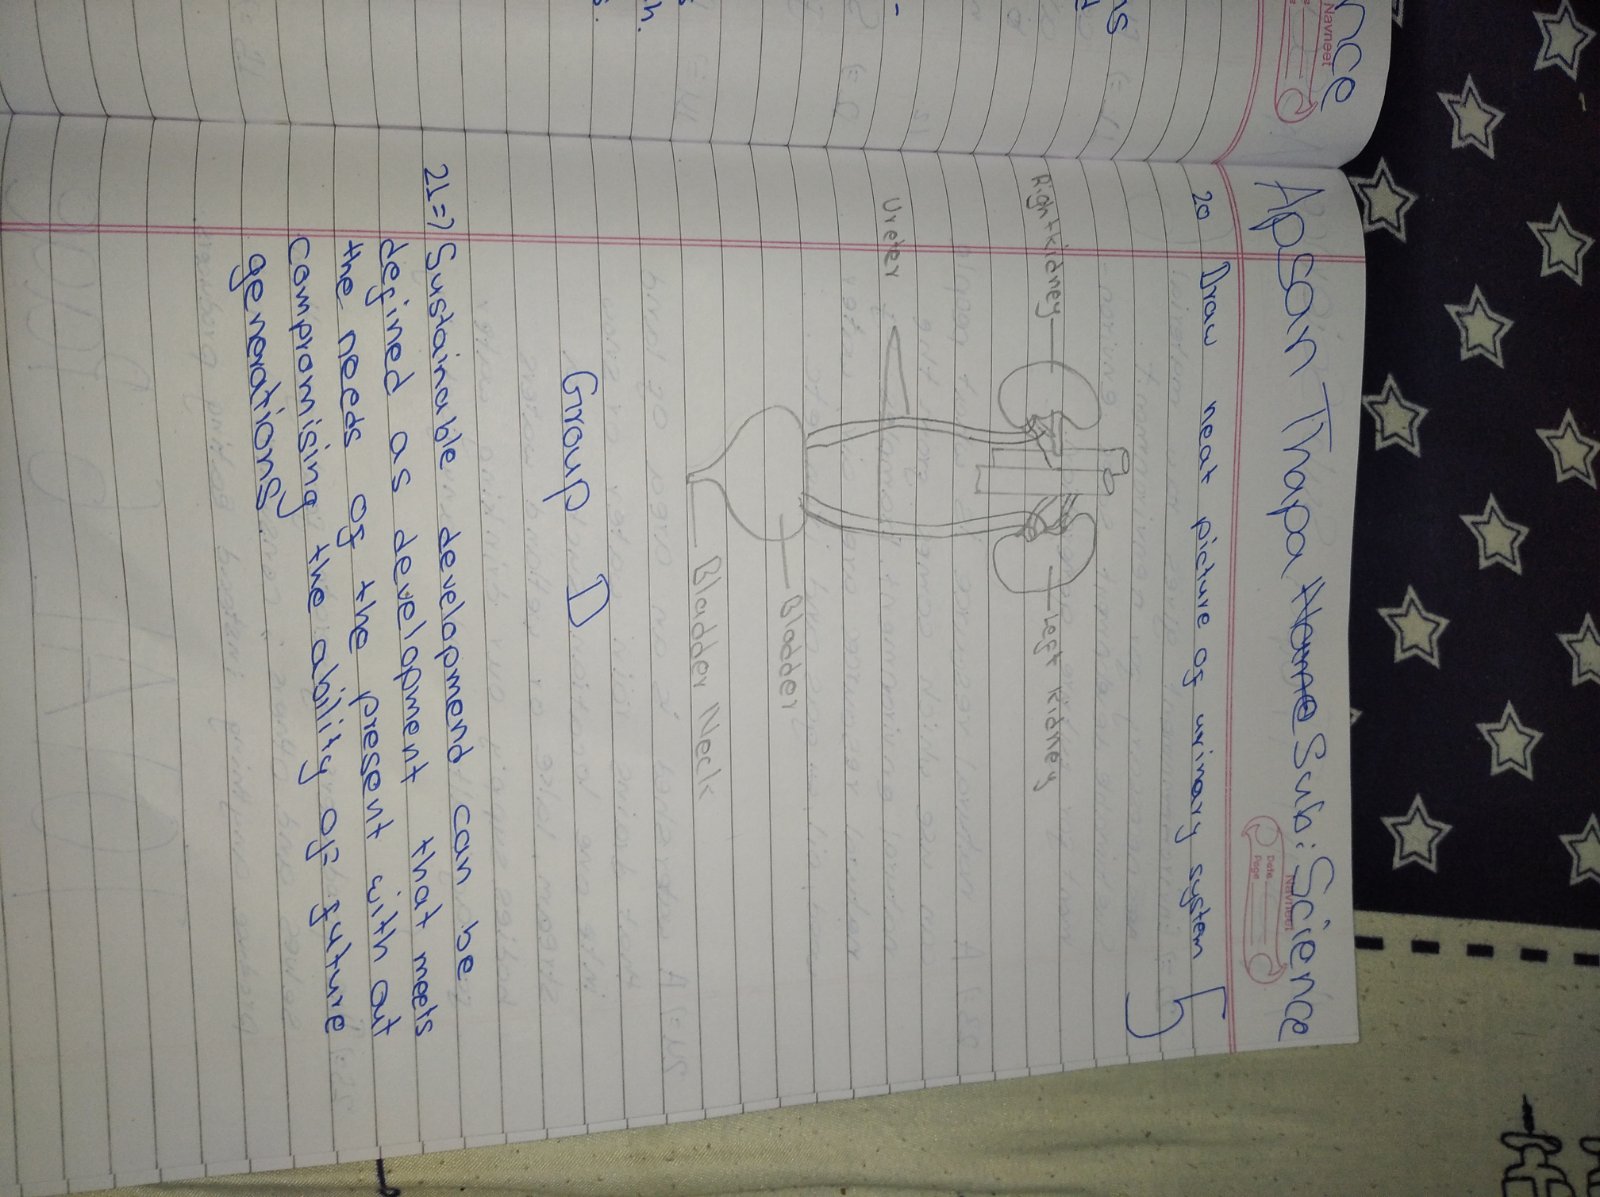 nce
Navneet
ns
h.
s.
Apsan Thapa Sub: Science
Navneet
Date
Page
5
20 Draw neat picture of urinary system
Right kidney
Left kidney
Ureter
Bladder
Bladder Neck
Group D
21=> Sustainable developmend can be
defined as development that meets
the needs of the present with out
compromising the ability of future
generations